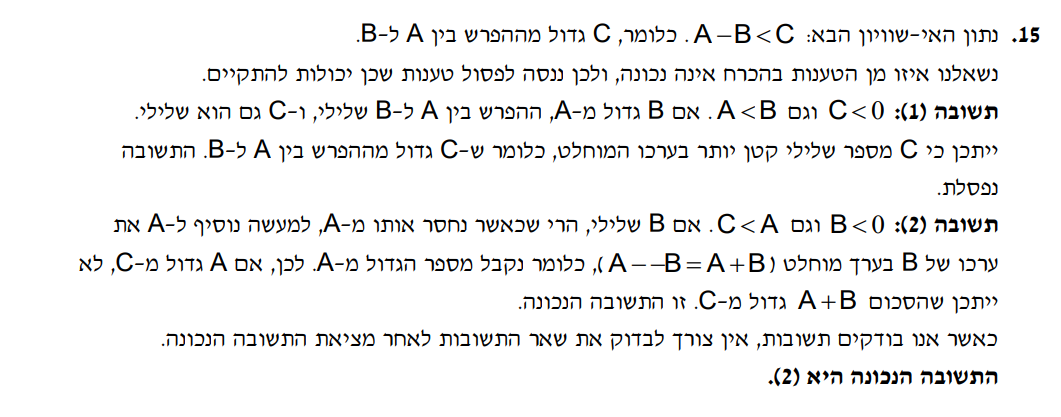 15. נתון האי-שוויון הבא: A−B<C. כלומר, C גדול מההפרש בין A ל-B.
נשאלנו איזו מן הטענות בהכרח אינה נכונה, ולכן ננסה לפסול טענות שכן יכולות להתקיים.
תשובה (1): C<0 וגם A<B. אם B גדול מ-A, ההפרש בין A ל-B שלילי, ו-C גם הוא שלילי.
ייתכן כי C מספר שלילי קטן יותר בערכו המוחלט, כלומר ש-C גדול מההפרש בין A ל-B. התשובה
נפסלת.
תשובה (2): B<0 וגם C<A. אם B שלילי, הרי שכאשר נחסר אותו מ-A, למעשה נוסיף ל-A את
ערכו של B בערך מוחלט (A−−B=A+B), כלומר נקבל מספר הגדול מ-A. לכן, אם A גדול מ-C, לא
ייתכן שהסכום A+B גדול מ-C. זו התשובה הנכונה.
כאשר אנו בודקים תשובות, אין צורך לבדוק את שאר התשובות לאחר מציאת התשובה הנכונה.
התשובה הנכונה היא (2).